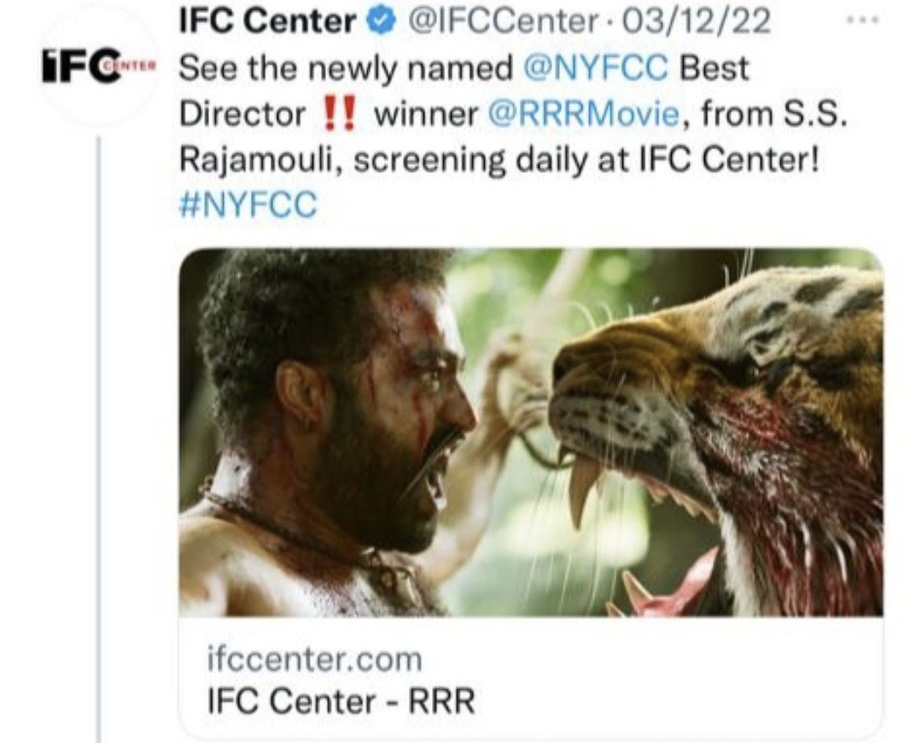 IFC Center @IFCCenter · 03/12/22
IFC CENTER
See the newly named @NYFCC Best
Director ‼️ winner @RRRMovie, from S.S.
Rajamouli, screening daily at IFC Center!
#NYFCC
ifccenter.com
IFC Center - RRR